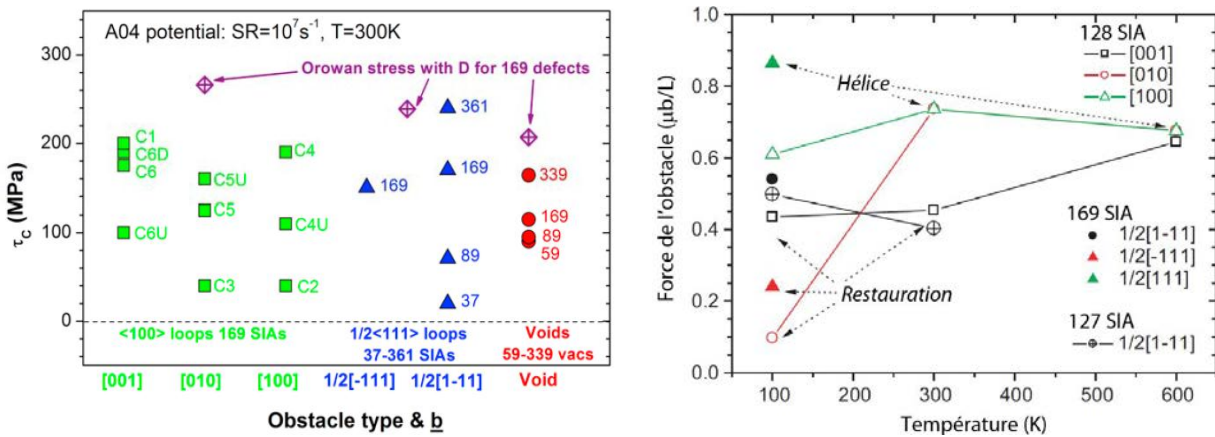 A04 potential: SR=10⁷s⁻¹, T=300K
Orowan stress with D for 169 defects
τc (MPa)
300
200
100
0
C1
C6D
C6
C6U
C5U
C5
C3
C4
C4U
C2
169
361
169
89
37
339
169
89
59
<100> loops 169 SIAs
1/2<111> loops
37-361 SIAs
Voids
59-339 vacs
[001]
[010]
[100]
1/2[-111]
1/2[1-11]
Void
Obstacle type & b
Force de l'obstacle (μb/L)
1.0
0.8
0.6
0.4
0.2
0.0
128 SIA
[001]
[010]
[100]
Hélice
169 SIA
1/2[1-11]
1/2[-111]
1/2[111]
Restauration
127 SIA
1/2[1-11]
100
200
300
400
500
600
Température (K)